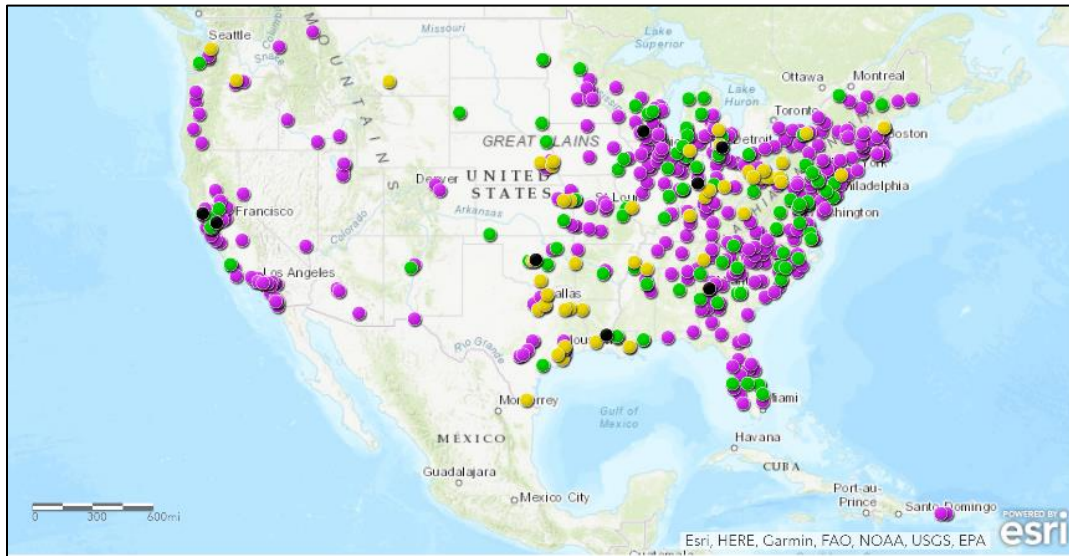 Seattle
Columbia
Snake
MOUNTAINS
Missouri
Lake
Superior
Ottawa
Montreal
Lake
Huron
Toronto
Detroit
Boston
GREAT PLAINS
Denver
UNITED
STATES
St Louis
Philadelphia
Washington
Francisco
Colorado
Arkansas
Los Angeles
Dallas
Houston
Rio Grande
Monterrey
Gulf of
Mexico
Miami
MÉXICO
Havana
CUBA
Guadalajara
Mexico City
Port-au-
Prince
Santo Domingo
0 300 600mi
Guatemala
POWERED BY
esri
Esri, HERE, Garmin, FAO, NOAA, USGS, EPA